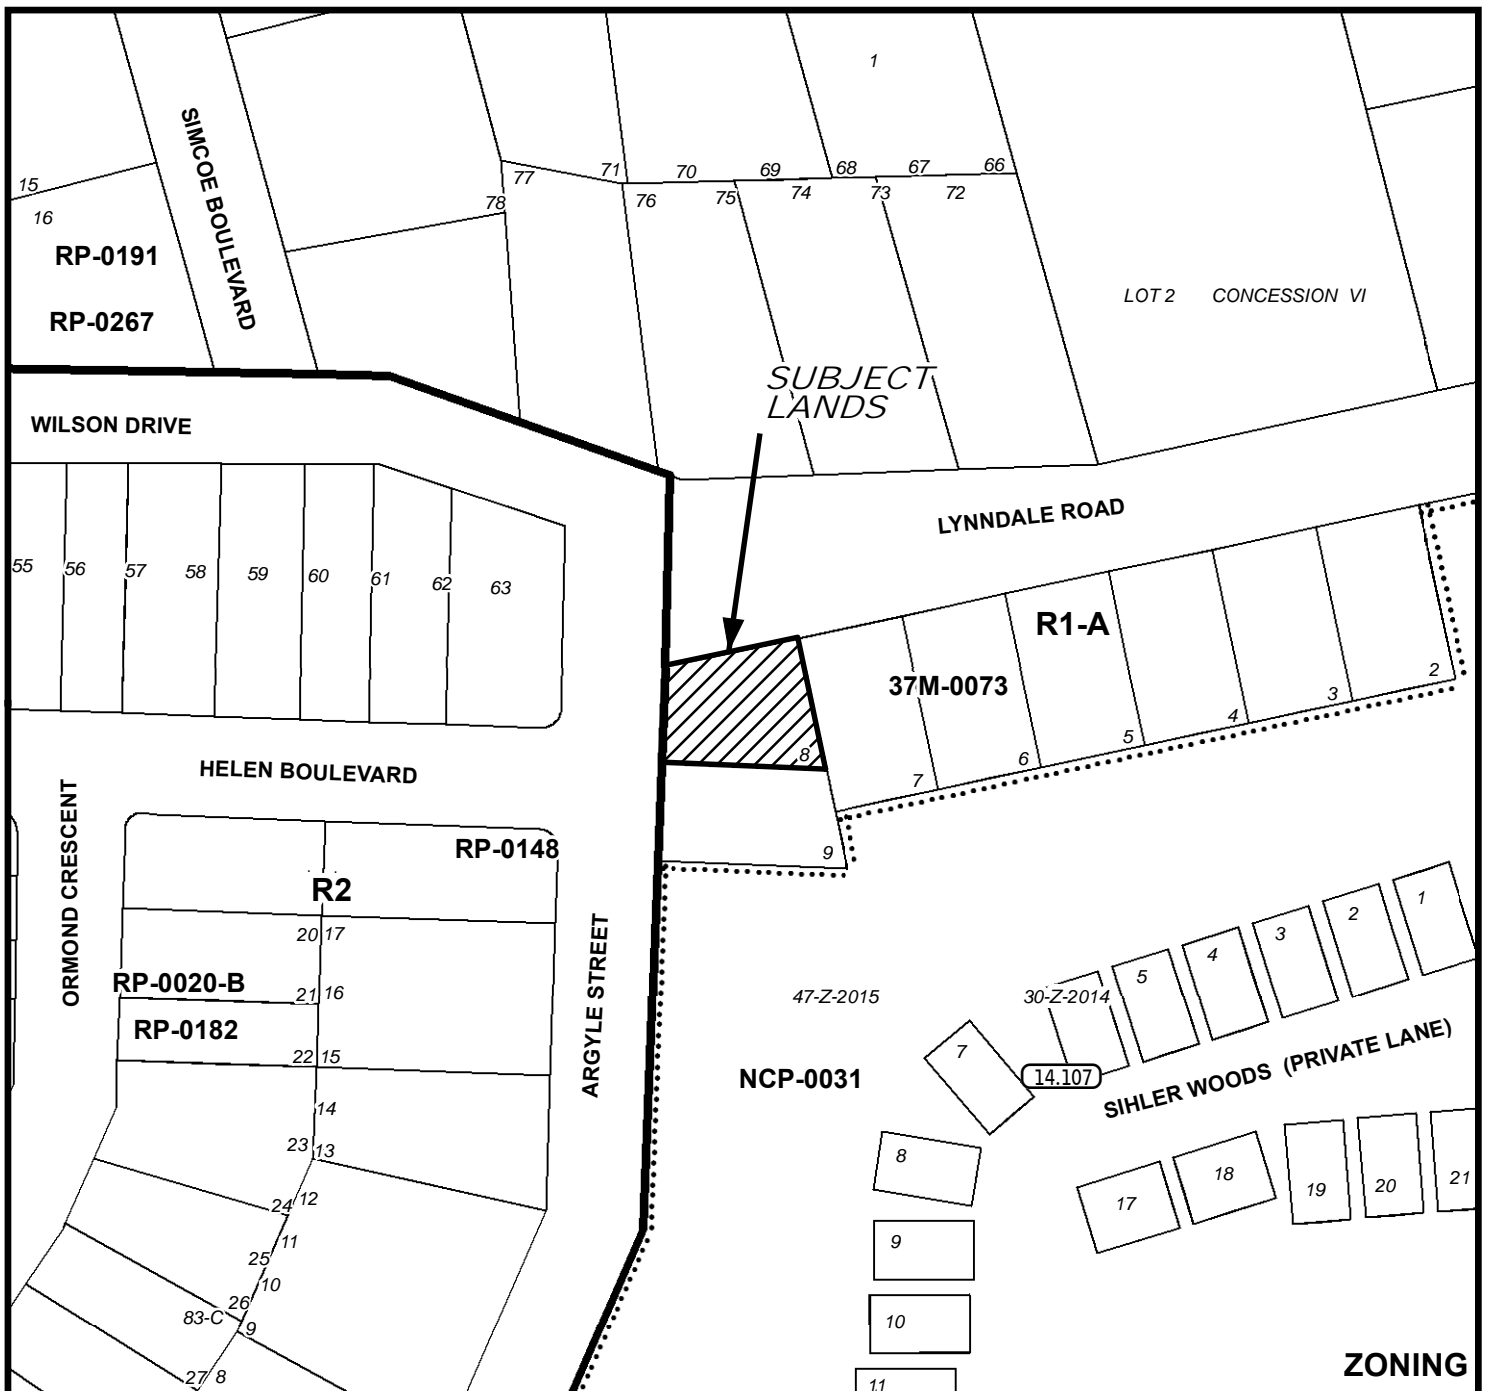 1
SIMCOE BOULEVARD
15
16
77
71
70
69
68
67
66
78
76
75
74
73
72
RP-0191
RP-0267
LOT 2 CONCESSION VI
SUBJECT
LANDS
WILSON DRIVE
LYNNDALE ROAD
55
56
57
58
59
60
61
62
63
R1-A
37M-0073
2
3
4
5
6
7
8
9
HELEN BOULEVARD
ORMOND CRESCENT
RP-0148
R2
20
17
RP-0020-B
21
16
RP-0182
22
15
14
23
13
24
12
11
25
10
26
83-C
9
27
8
ARGYLE STREET
47-Z-2015
30-Z-2014
NCP-0031
14.107
1
2
3
4
5
7
SIHLER WOODS (PRIVATE LANE)
8
9
10
11
17
18
19
20
21
ZONING